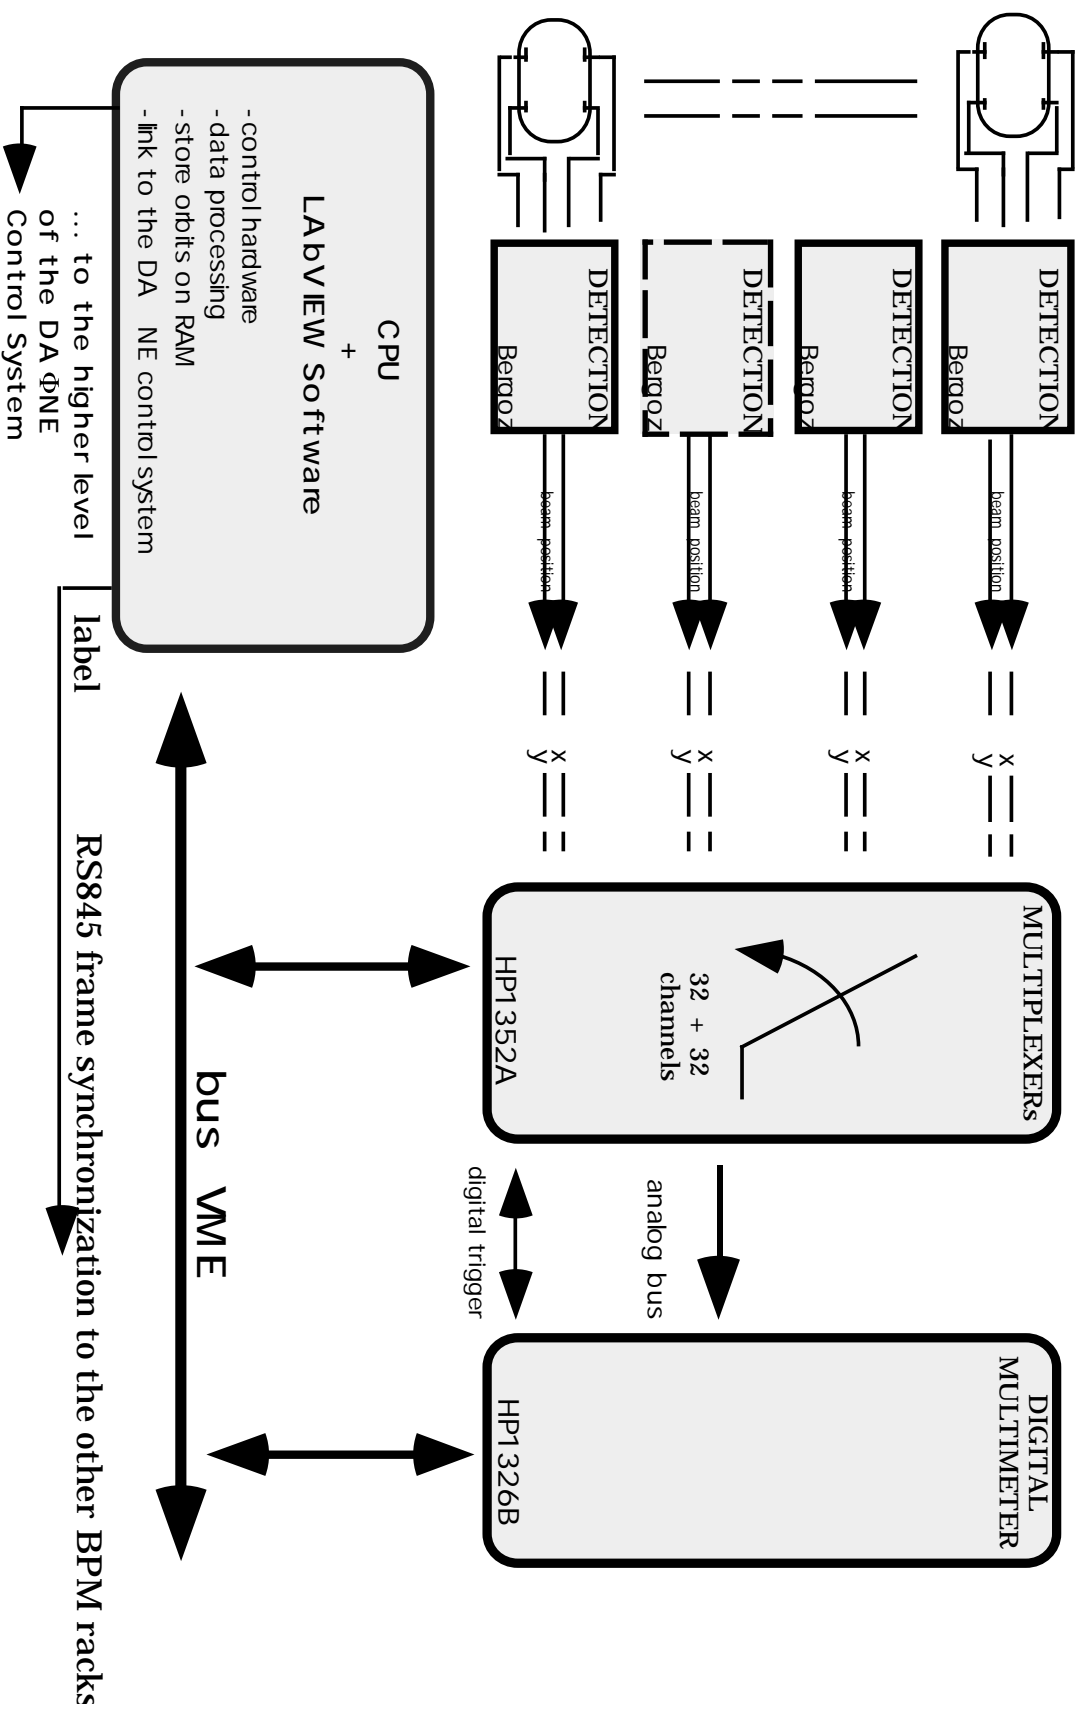 DETECTION
Bergoz
DETECTION
Bergoz
DETECTION
Bergoz
DETECTION
Bergoz
beam position
beam position
beam position
beam position
x
y
x
y
x
y
x
y
MULTIPLEXERs
32 + 32
channels
HP1352A
analog bus
digital trigger
DIGITAL
MULTIMETER
HP1326B
CPU
+
LAbVIEW Software
- control hardware
- data processing
- store orbits on RAM
- link to the DA NE control system
bus VME
... to the higher level
of the DAΦNE
Control System
label
RS845 frame synchronization to the other BPM racks